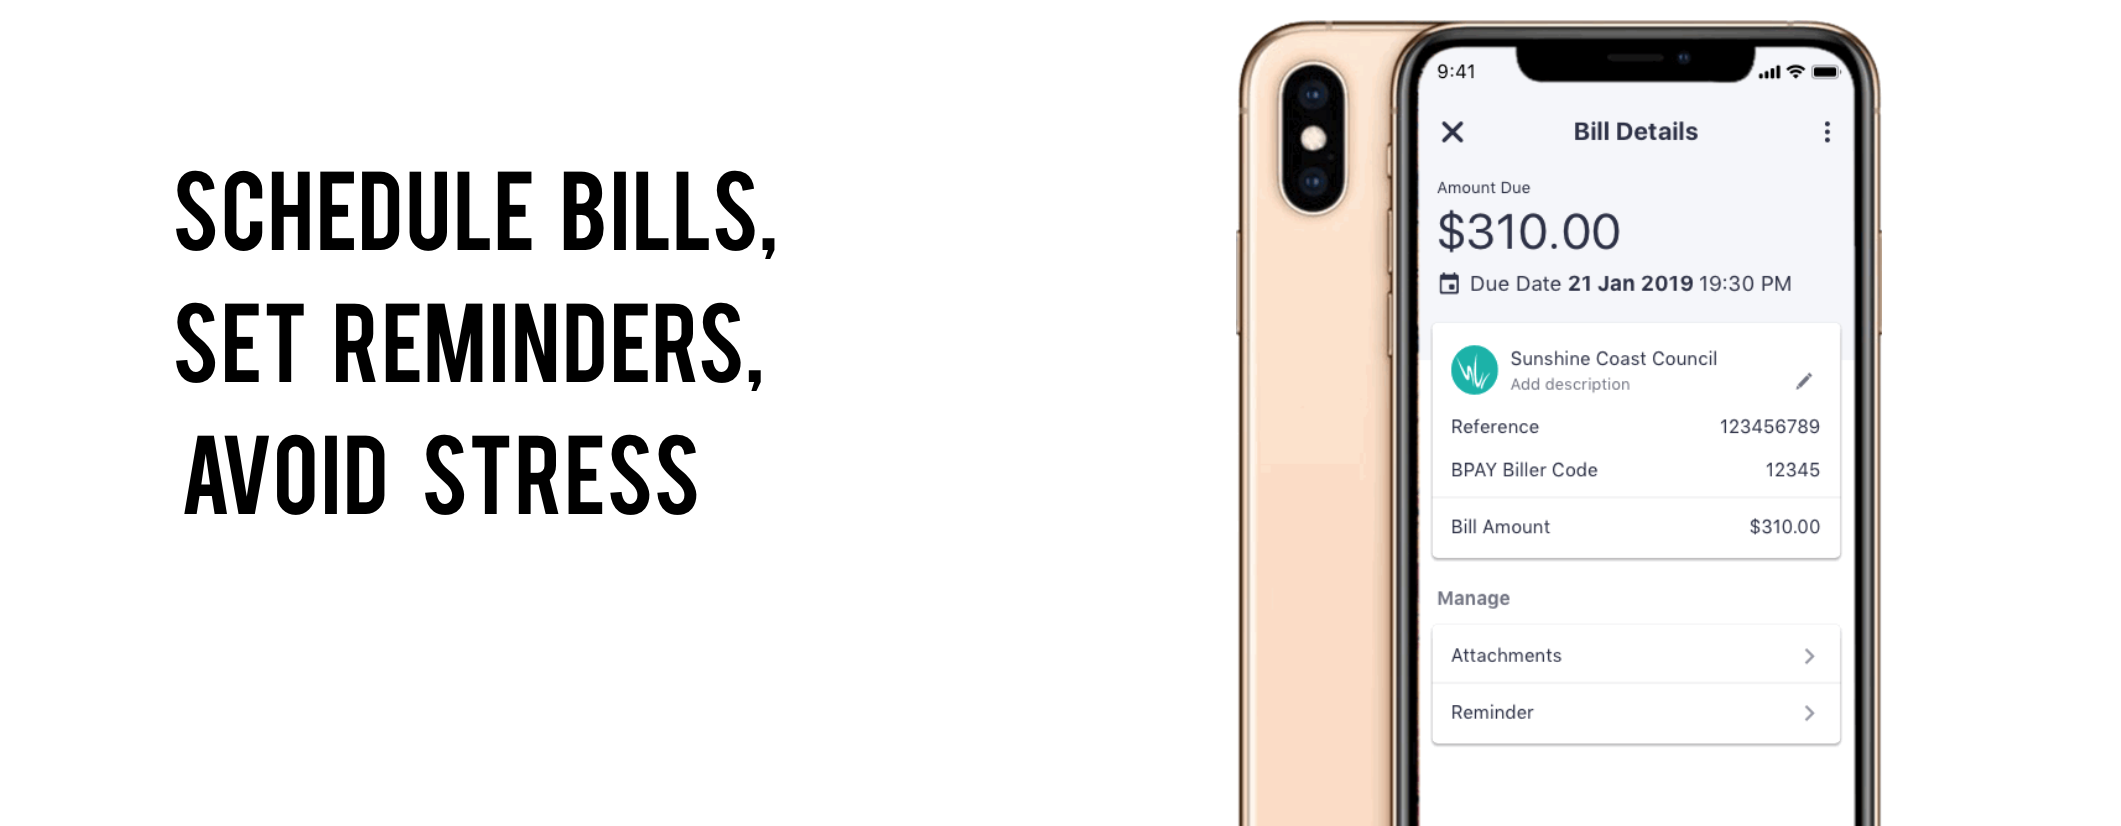 SCHEDULE BILLS,
SET REMINDERS,
AVOID STRESS
9:41
Bill Details
Amount Due
$310.00
Due Date 21 Jan 2019 19:30 PM
Sunshine Coast Council
Add description
Reference 123456789
BPAY Biller Code 12345
Bill Amount $310.00
Manage
Attachments
Reminder